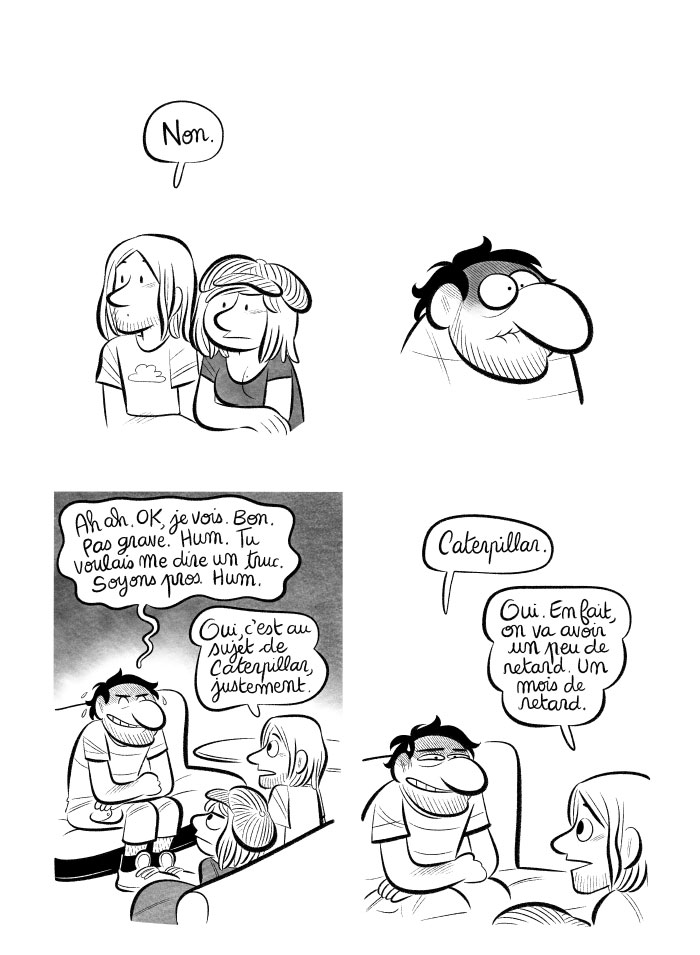 Non.
Ah ah. OK, je vois. Bon.
Pas grave. Hum. Tu
voulais me dire un truc.
Soyons pros. Hum.
Oui, c'est au
sujet de
Caterpillar,
justement.
Caterpillar.
Oui. En fait,
on va avoir
un peu de
retard. Un
mois de
retard.